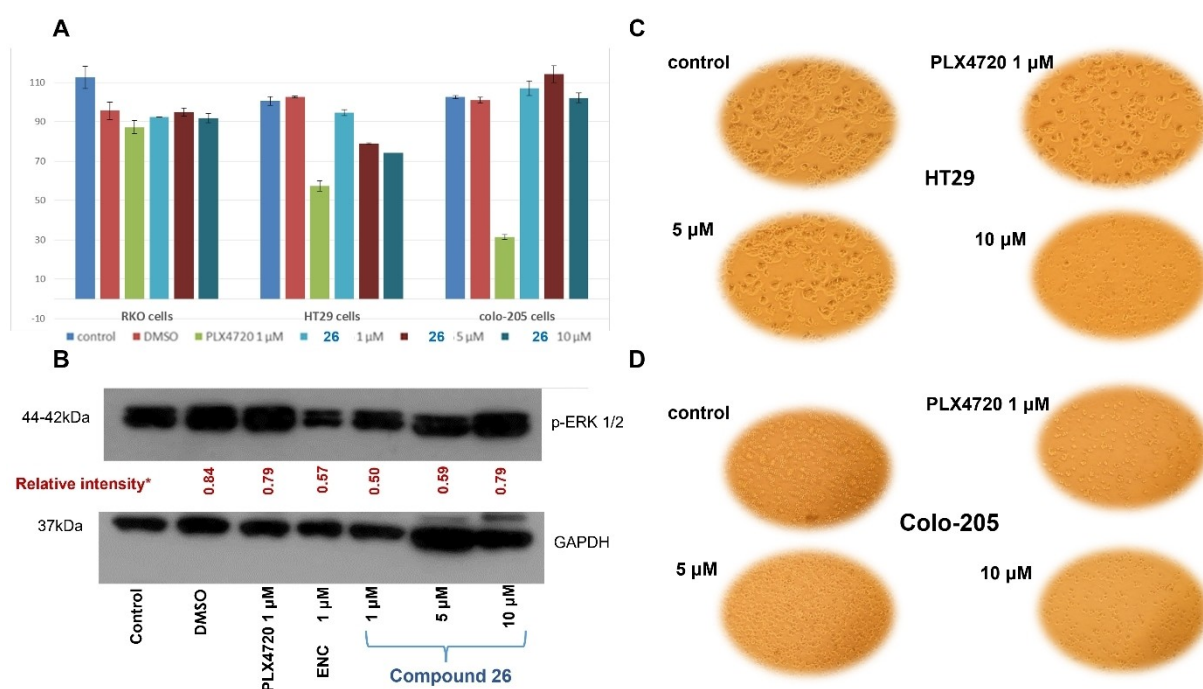 A
110
90
70
50
30
10
-10
RKO cells
HT29 cells
colo-205 cells
control
DMSO
PLX4720 1 µM
26 1 µM
26 -5 µM
26 10 µM
B
44-42kDa
p-ERK 1/2
Relative intensity*
0.84
0.79
0.57
0.50
0.59
0.79
37kDa
GAPDH
Control
DMSO
PLX4720 1 µM
ENC 1 µM
1 µM
5 µM
10 µM
Compound 26
C
control
PLX4720 1 µM
HT29
5 µM
10 µM
D
control
PLX4720 1 µM
Colo-205
5 µM
10 µM